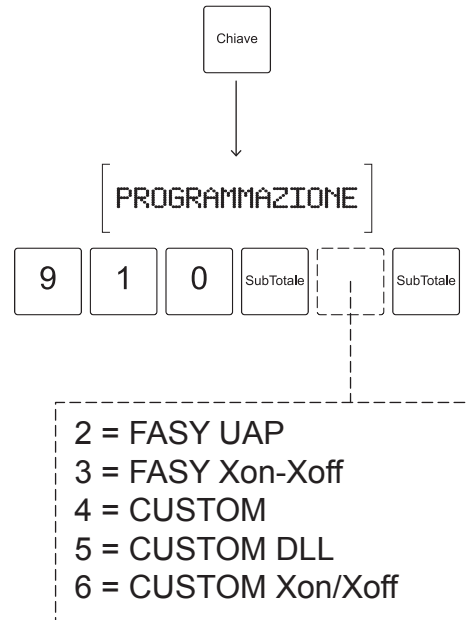 Chiave
PROGRAMMAZIONE
9 1 0 SubTotale SubTotale
2 = FASY UAP
3 = FASY Xon-Xoff
4 = CUSTOM
5 = CUSTOM DLL
6 = CUSTOM Xon/Xoff